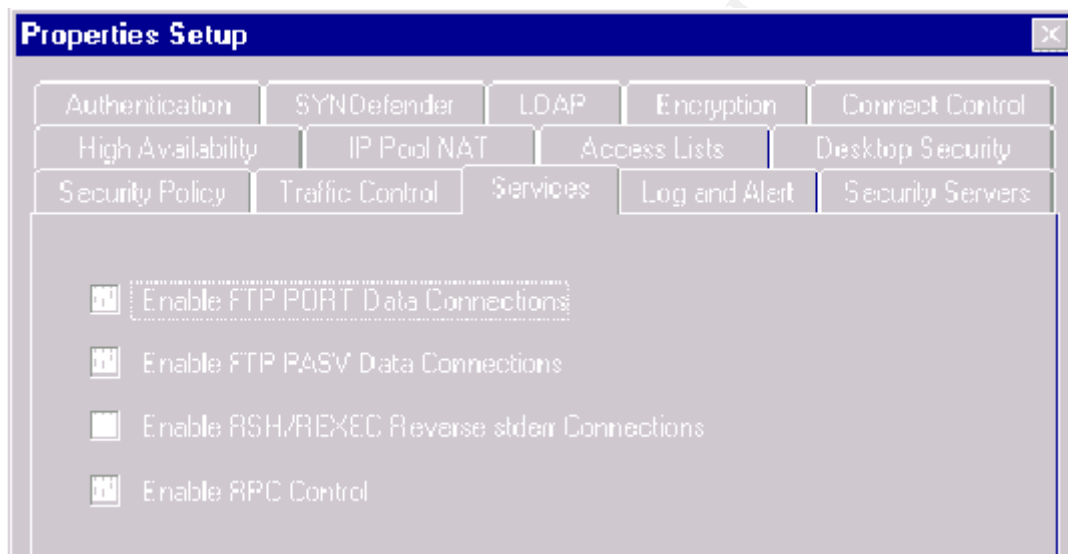 Properties Setup
Authentication SYNDefender LDAP Encryption Connect Control
High Availability IP Pool NAT Access Lists Desktop Security
Security Policy Traffic Control Services Log and Alert Security Servers
Enable FTP PORT Data Connections
Enable FTP PASV Data Connections
Enable RSH/REXEC Reverse stderr Connections
Enable RPC Control